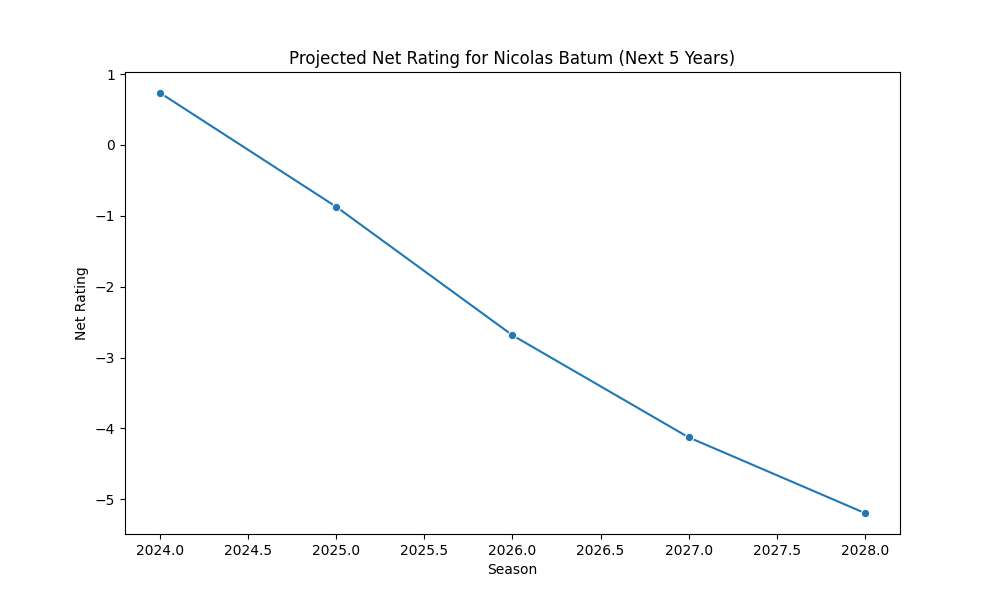 Projected Net Rating for Nicolas Batum (Next 5 Years)
1
0
−1
−2
−3
−4
−5
Net Rating
2024.0 2024.5 2025.0 2025.5 2026.0 2026.5 2027.0 2027.5 2028.0
Season